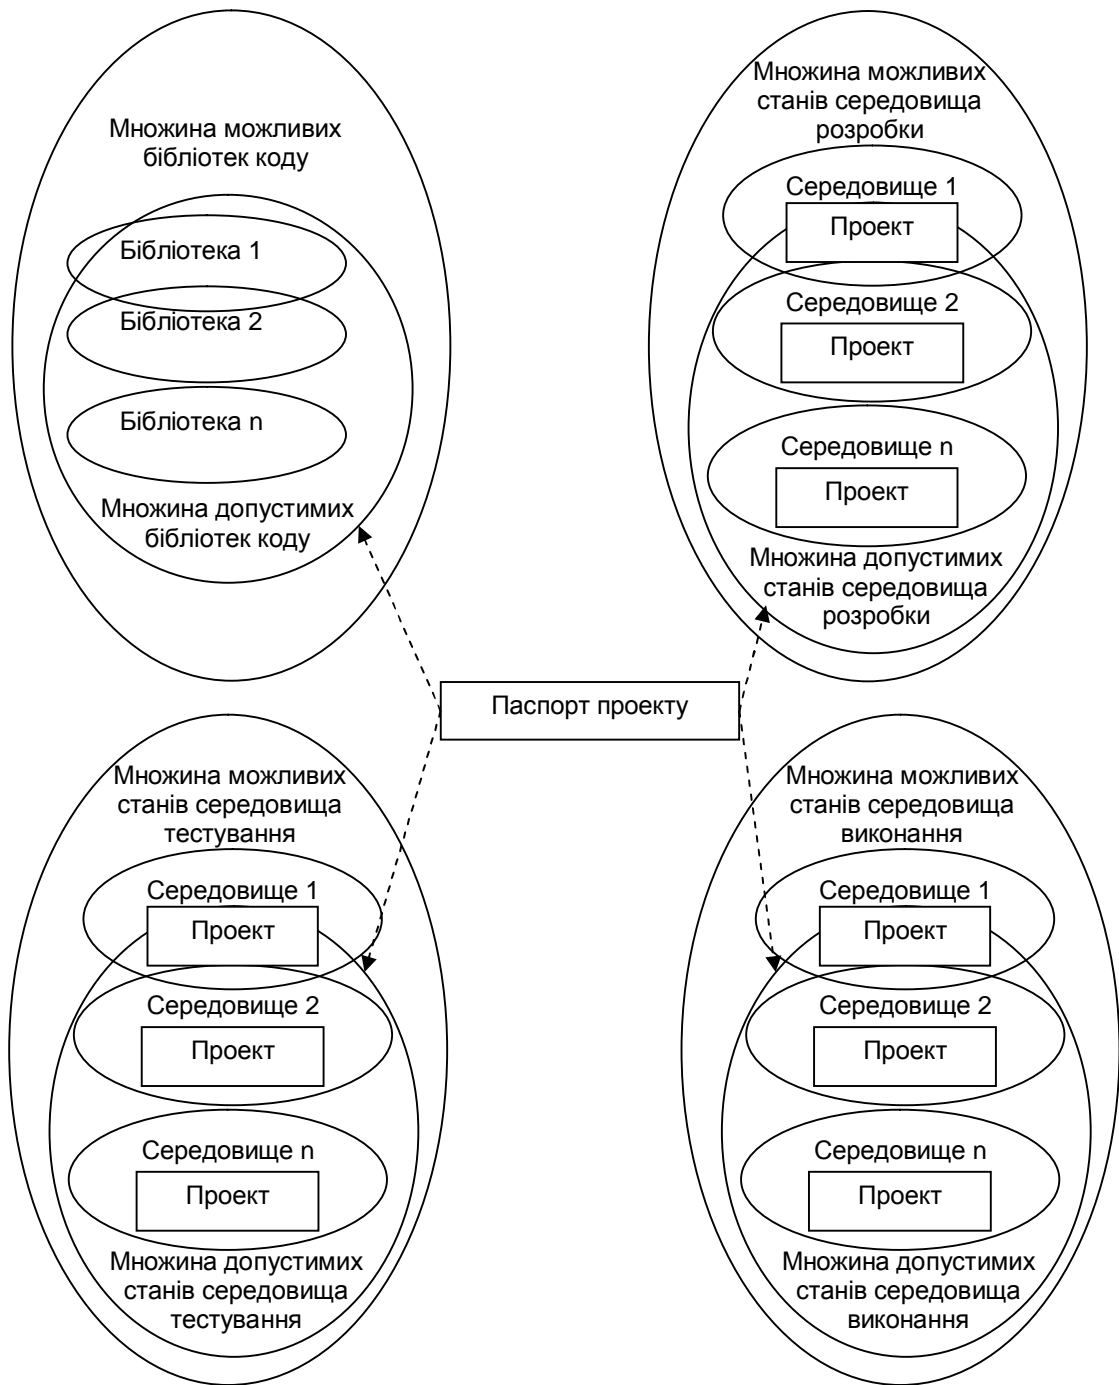 Множина можливих
бібліотек коду
Бібліотека 1
Бібліотека 2
Бібліотека n
Множина допустимих
бібліотек коду
Множина можливих
станів середовища
розробки
Середовище 1
Проект
Середовище 2
Проект
Середовище n
Проект
Множина допустимих
станів середовища
розробки
Паспорт проекту
Множина можливих
станів середовища
тестування
Середовище 1
Проект
Середовище 2
Проект
Середовище n
Проект
Множина допустимих
станів середовища
тестування
Множина можливих
станів середовища
виконання
Середовище 1
Проект
Середовище 2
Проект
Середовище n
Проект
Множина допустимих
станів середовища
виконання